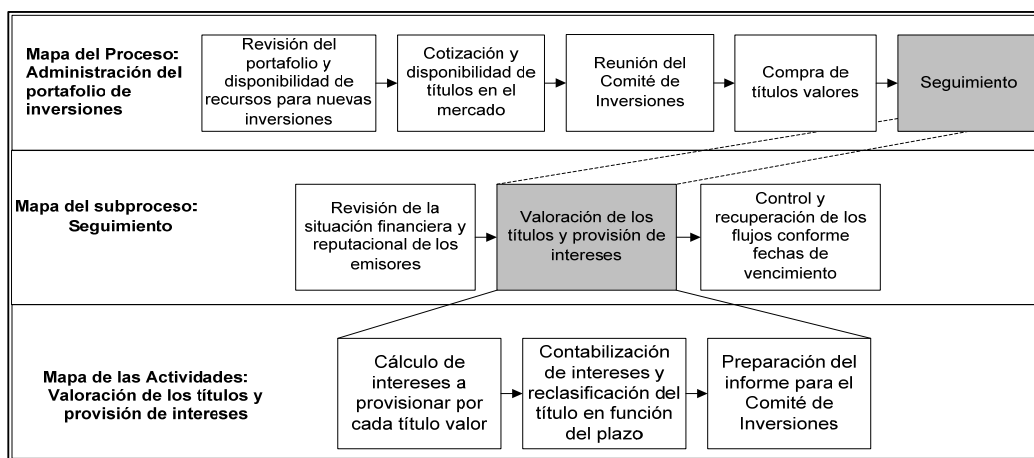 Mapa del Proceso:
Administración del
portafolio de
inversiones
Revisión del
portafolio y
disponibilidad de
recursos para nuevas
inversiones
Cotización y
disponibilidad de
títulos en el
mercado
Reunión del
Comité de
Inversiones
Compra de
títulos valores
Seguimiento
Mapa del subproceso:
Seguimiento
Revisión de la
situación financiera y
reputacional de los
emisores
Valoración de los
títulos y provisión de
intereses
Control y
recuperación de los
flujos conforme
fechas de
vencimiento
Mapa de las Actividades:
Valoración de los títulos y
provisión de intereses
Cálculo de
intereses a
provisionar por
cada título valor
Contabilización
de intereses y
reclasificación del
título en función
del plazo
Preparación del
informe para el
Comité de
Inversiones